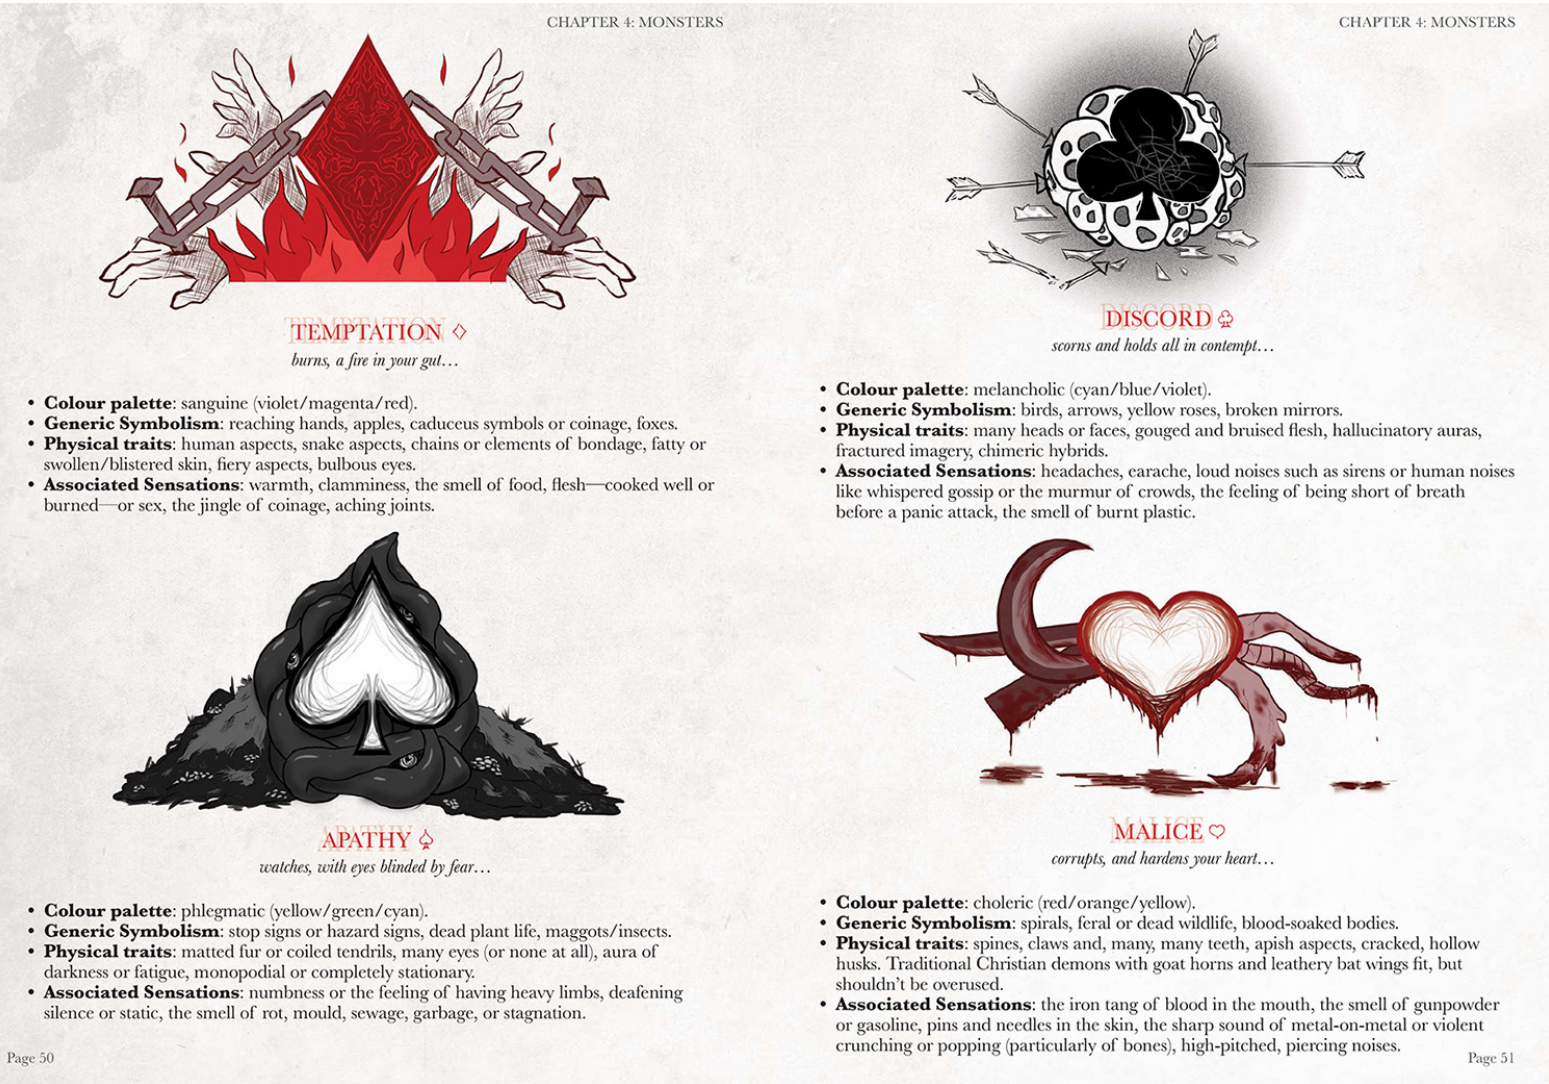 CHAPTER 4: MONSTERS
TEMPTATION ♢
burns, a fire in your gut…
• Colour palette: sanguine (violet/magenta/red).
• Generic Symbolism: reaching hands, apples, caduceus symbols or coinage, foxes.
• Physical traits: human aspects, snake aspects, chains or elements of bondage, fatty or
swollen/blistered skin, fiery aspects, bulbous eyes.
• Associated Sensations: warmth, clamminess, the smell of food, flesh—cooked well or
burned—or sex, the jingle of coinage, aching joints.
APATHY ♤
watches, with eyes blinded by fear…
• Colour palette: phlegmatic (yellow/green/cyan).
• Generic Symbolism: stop signs or hazard signs, dead plant life, maggots/insects.
• Physical traits: matted fur or coiled tendrils, many eyes (or none at all), aura of
darkness or fatigue, monopodial or completely stationary.
• Associated Sensations: numbness or the feeling of having heavy limbs, deafening
silence or static, the smell of rot, mould, sewage, garbage, or stagnation.
Page 50
CHAPTER 4: MONSTERS
DISCORD ♧
scorns and holds all in contempt…
• Colour palette: melancholic (cyan/blue/violet).
• Generic Symbolism: birds, arrows, yellow roses, broken mirrors.
• Physical traits: many heads or faces, gouged and bruised flesh, hallucinatory auras,
fractured imagery, chimeric hybrids.
• Associated Sensations: headaches, earache, loud noises such as sirens or human noises
like whispered gossip or the murmur of crowds, the feeling of being short of breath
before a panic attack, the smell of burnt plastic.
MALICE ♡
corrupts, and hardens your heart…
• Colour palette: choleric (red/orange/yellow).
• Generic Symbolism: spirals, feral or dead wildlife, blood-soaked bodies.
• Physical traits: spines, claws and, many, many teeth, apish aspects, cracked, hollow
husks. Traditional Christian demons with goat horns and leathery bat wings fit, but
shouldn't be overused.
• Associated Sensations: the iron tang of blood in the mouth, the smell of gunpowder
or gasoline, pins and needles in the skin, the sharp sound of metal-on-metal or violent
crunching or popping (particularly of bones), high-pitched, piercing noises.
Page 51